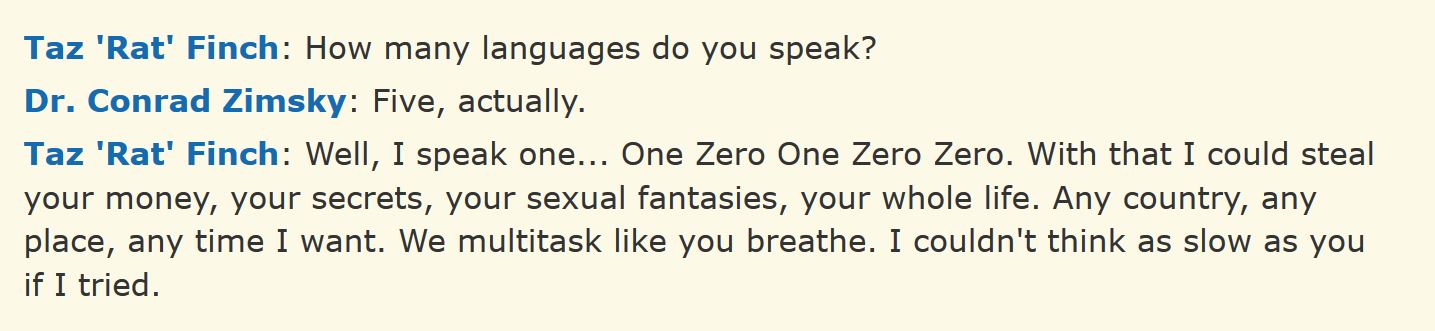 Taz 'Rat' Finch: How many languages do you speak?
Dr. Conrad Zimsky: Five, actually.
Taz 'Rat' Finch: Well, I speak one... One Zero One Zero Zero. With that I could steal
your money, your secrets, your sexual fantasies, your whole life. Any country, any
place, any time I want. We multitask like you breathe. I couldn't think as slow as you
if I tried.